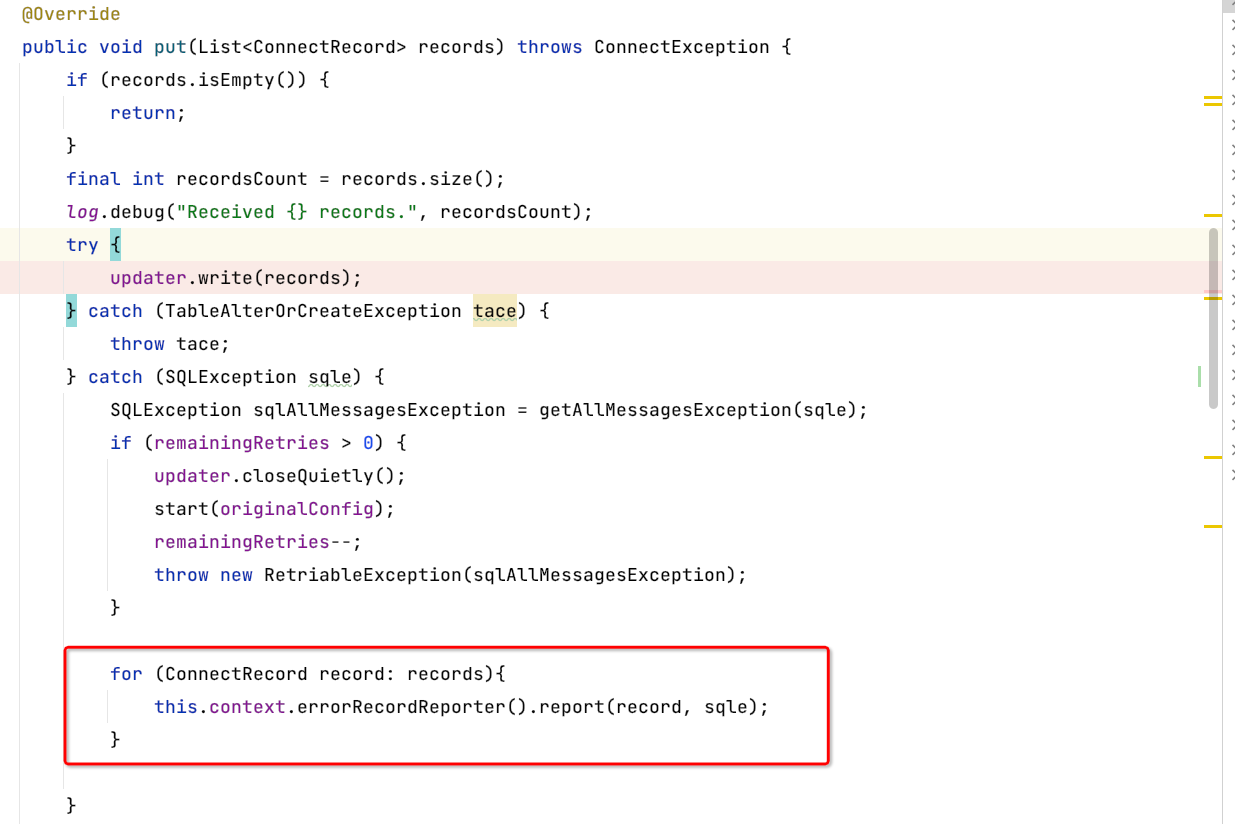 @Override
public void put(List<ConnectRecord> records) throws ConnectException {
if (records.isEmpty()) {
return;
}
final int recordsCount = records.size();
log.debug("Received {} records.", recordsCount);
try {
updater.write(records);
} catch (TableAlterOrCreateException tace) {
throw tace;
} catch (SQLException sqle) {
SQLException sqlAllMessagesException = getAllMessagesException(sqle);
if (remainingRetries > 0) {
updater.closeQuietly();
start(originalConfig);
remainingRetries--;
throw new RetriableException(sqlAllMessagesException);
}
for (ConnectRecord record: records){
this.context.errorRecordReporter().report(record, sqle);
}
}